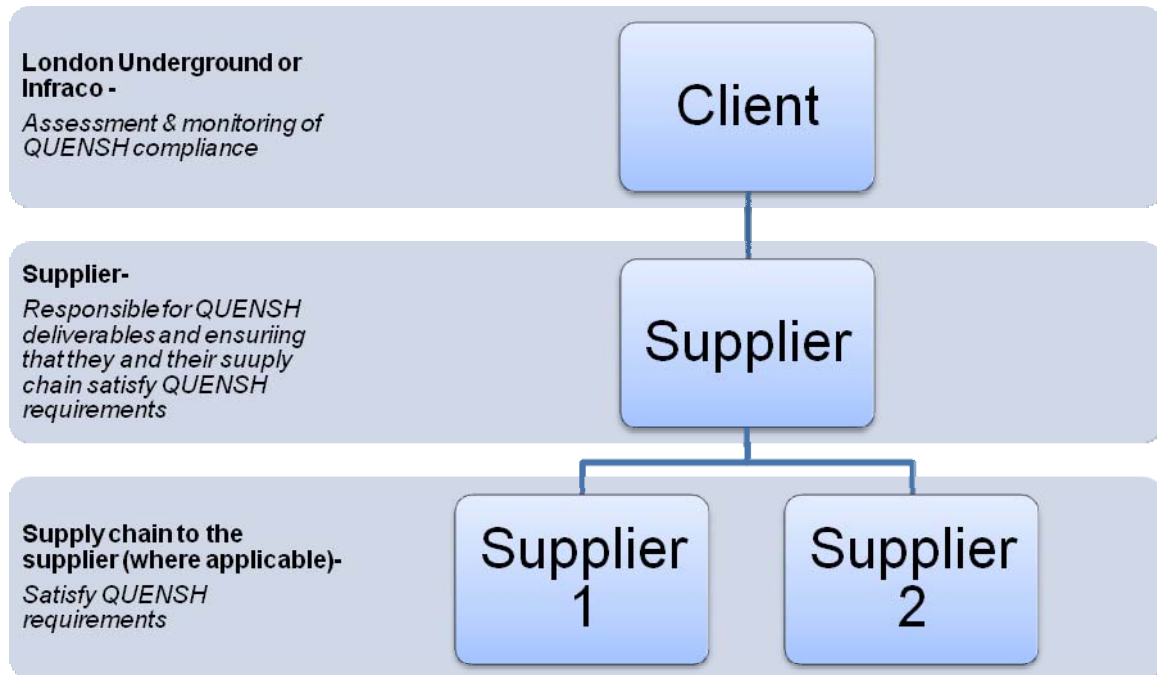 London Underground or
Infraco -
Assessment & monitoring of
QUENSH compliance
Client
Supplier-
Responsible for QUENSH
deliverables and ensuriing
that they and their suuply
chain satisfy QUENSH
requirements
Supplier
Supply chain to the
supplier (where applicable)-
Satisfy QUENSH
requirements
Supplier
1
Supplier
2